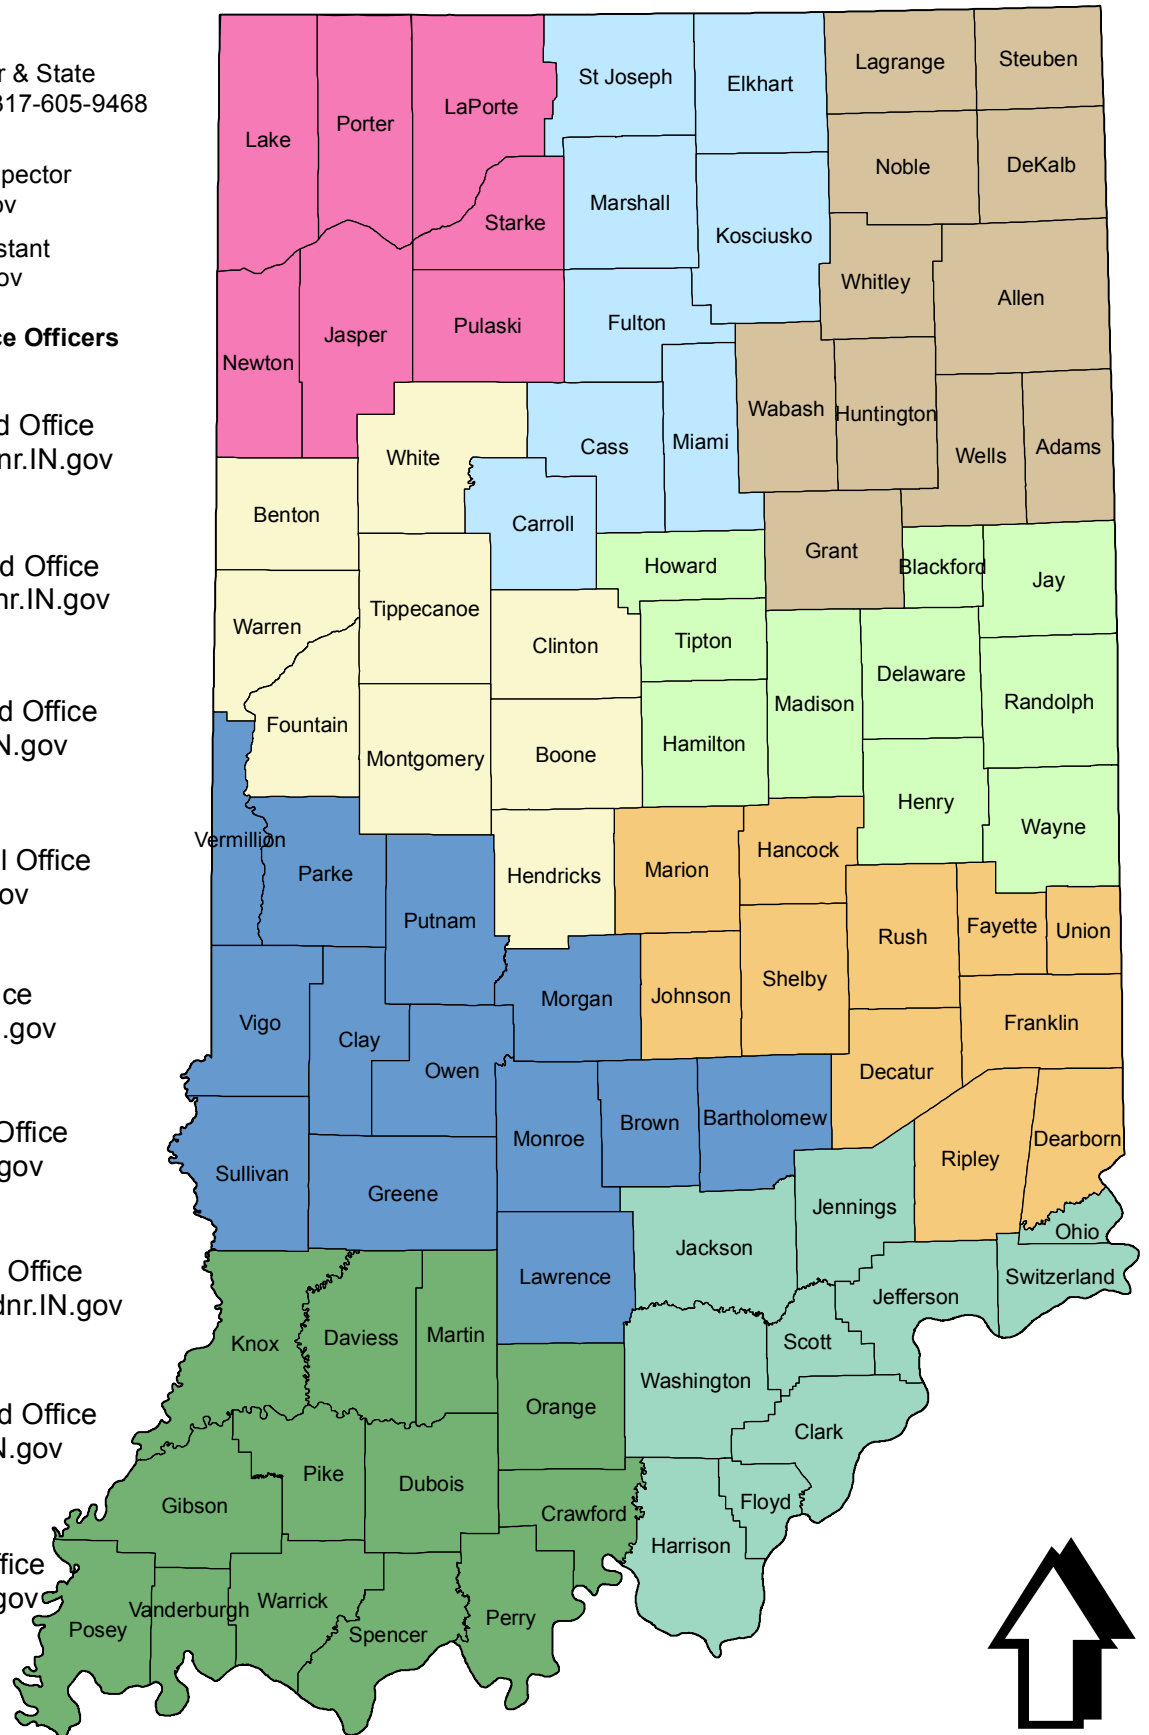 r & State
317-605-9468
pector
ov
stant
ov
ce Officers
d Office
nr.IN.gov
d Office
nr.IN.gov
d Office
N.gov
l Office
ov
ce
.gov
Office
gov
Office
dnr.IN.gov
d Office
N.gov
ffice
gov
Lake
Porter
LaPorte
St Joseph
Elkhart
Lagrange
Steuben
Noble
DeKalb
Marshall
Starke
Kosciusko
Whitley
Allen
Newton
Jasper
Pulaski
Fulton
White
Cass
Miami
Wabash
Huntington
Wells
Adams
Benton
Carroll
Howard
Grant
Blackford
Jay
Warren
Tippecanoe
Clinton
Tipton
Madison
Delaware
Randolph
Fountain
Montgomery
Boone
Hamilton
Henry
Wayne
Vermillion
Parke
Putnam
Hendricks
Marion
Hancock
Rush
Fayette
Union
Vigo
Clay
Owen
Morgan
Johnson
Shelby
Franklin
Decatur
Sullivan
Greene
Monroe
Brown
Bartholomew
Ripley
Dearborn
Jennings
Jackson
Ohio
Lawrence
Switzerland
Jefferson
Knox
Daviess
Martin
Scott
Washington
Orange
Clark
Gibson
Pike
Dubois
Crawford
Floyd
Harrison
Posey
Vanderburgh
Warrick
Spencer
Perry